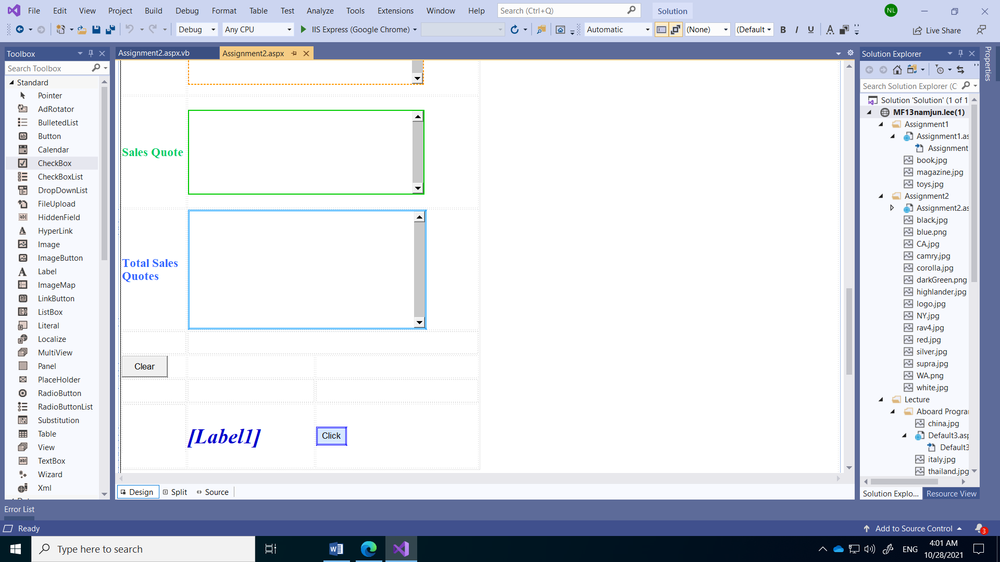 File Edit View Project Build Debug Format Table Test Analyze Tools Extensions Window Help Search (Ctrl+Q) Solution NL
Debug Any CPU IIS Express (Google Chrome) Automatic (None) (Default B I U A Live Share
Toolbox
Search Toolbox
Standard
Pointer
AdRotator
BulletedList
Button
Calendar
CheckBox
CheckBoxList
DropDownList
FileUpload
HiddenField
HyperLink
Image
ImageButton
Label
ImageMap
LinkButton
ListBox
Literal
Localize
MultiView
Panel
PlaceHolder
RadioButton
RadioButtonList
Substitution
Table
View
TextBox
Wizard
Xml
Assignment2.aspx.vb Assignment2.aspx
Sales Quote
Total Sales
Quotes
Clear
[Label1] Click
Design Split Source
Solution Explorer
Search Solution Explorer (C
Solution 'Solution' (1 of 1
MF13namjun.lee(1)
Assignment1
Assignment1.as
Assignment
book.jpg
magazine.jpg
toys.jpg
Assignment2
Assignment2.as
black.jpg
blue.png
CA.jpg
camry.jpg
corolla.jpg
darkGreen.png
highlander.jpg
logo.jpg
NY.jpg
rav4.jpg
red.jpg
silver.jpg
supra.jpg
WA.png
white.jpg
Lecture
Aboard Progra
china.jpg
Default3.asp
Default3
italy.jpg
thailand.jpg
Solution Explo... Resource View
Properties
Error List
Ready Add to Source Control 3
Type here to search ENG 4:01 AM
10/28/2021